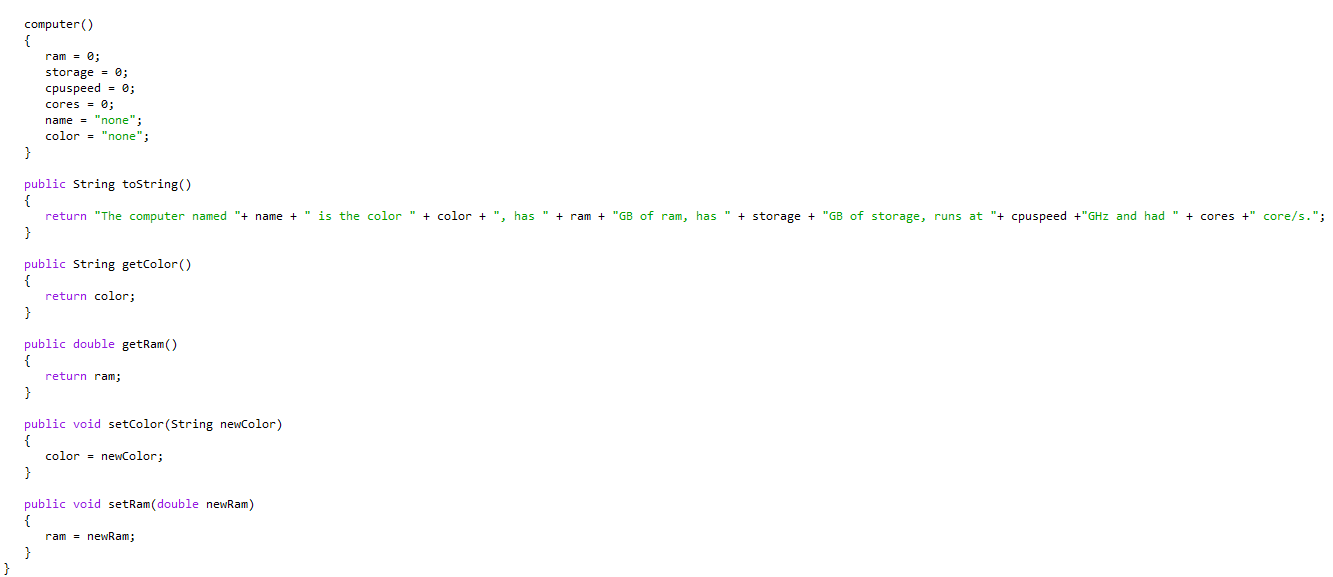 computer()
{
ram = 0;
storage = 0;
cpuspeed = 0;
cores = 0;
name = "none";
color = "none";
}
public String toString()
{
return "The computer named "+ name + " is the color " + color + ", has " + ram + "GB of ram, has " + storage + "GB of storage, runs at "+ cpuspeed +"GHz and had " + cores +" core/s.";
}
public String getColor()
{
return color;
}
public double getRam()
{
return ram;
}
public void setColor(String newColor)
{
color = newColor;
}
public void setRam(double newRam)
{
ram = newRam;
}
}